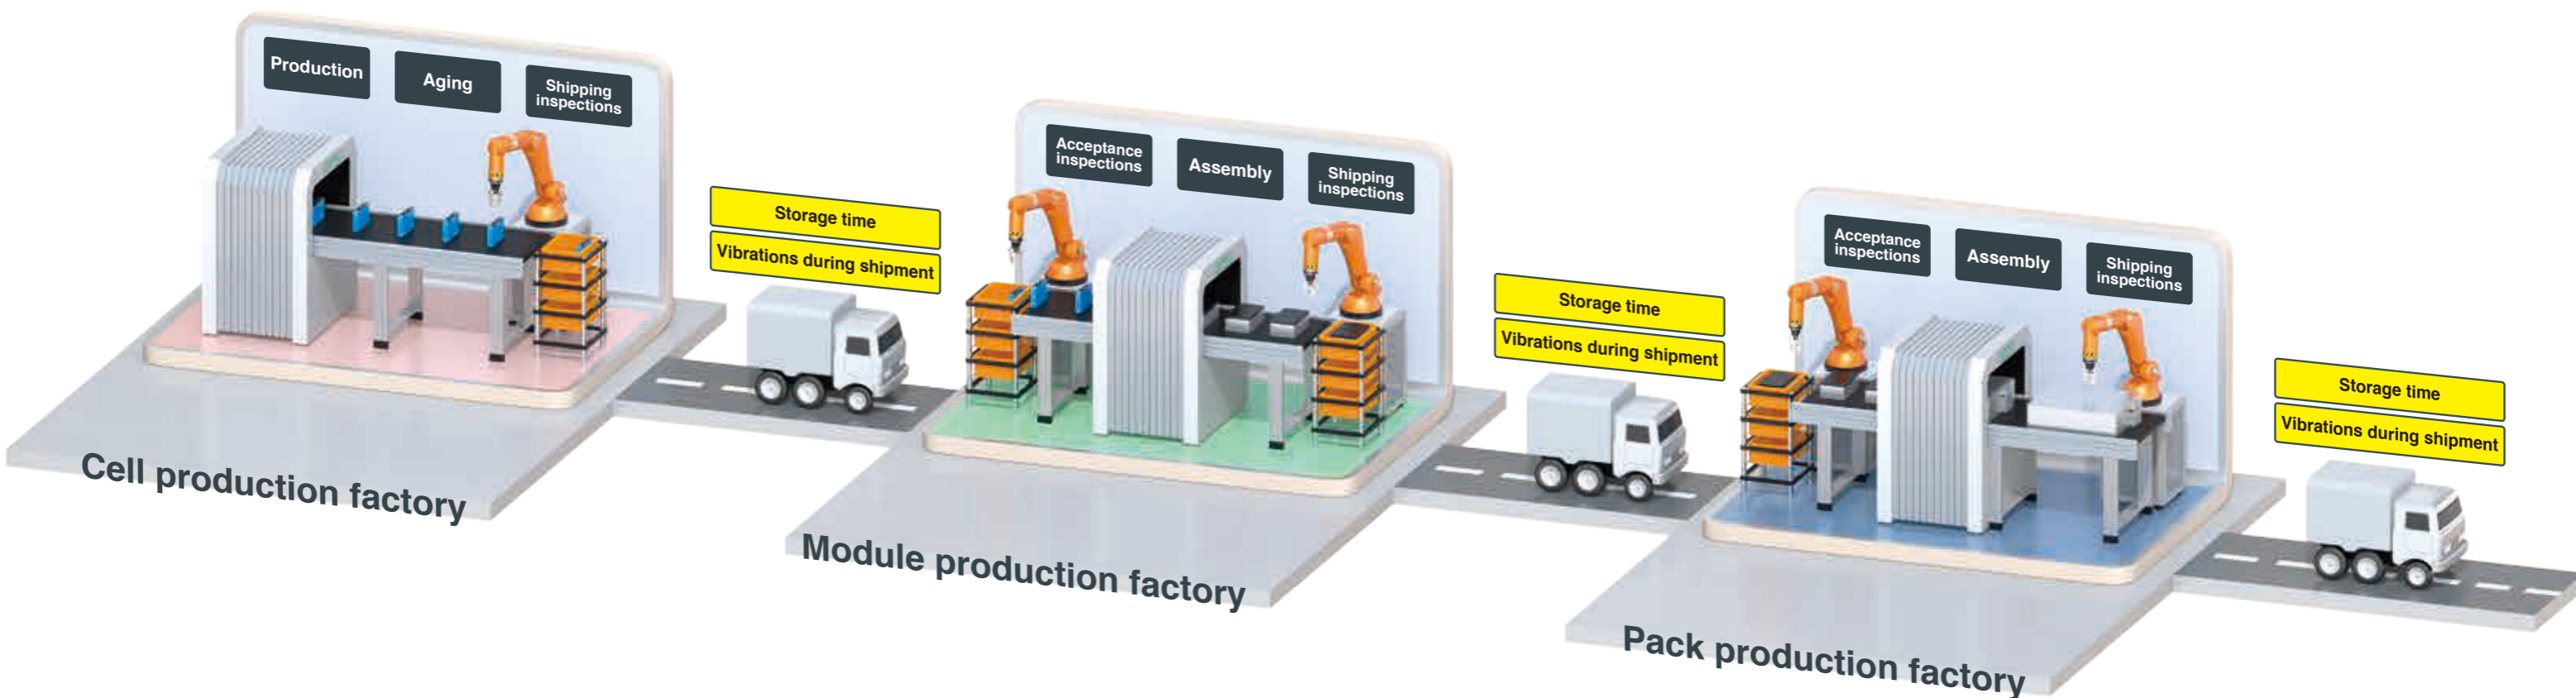 Production
Aging
Shipping
inspections
Cell production factory
Storage time
Vibrations during shipment
Acceptance
inspections
Assembly
Shipping
inspections
Module production factory
Storage time
Vibrations during shipment
Acceptance
inspections
Assembly
Shipping
inspections
Pack production factory
Storage time
Vibrations during shipment